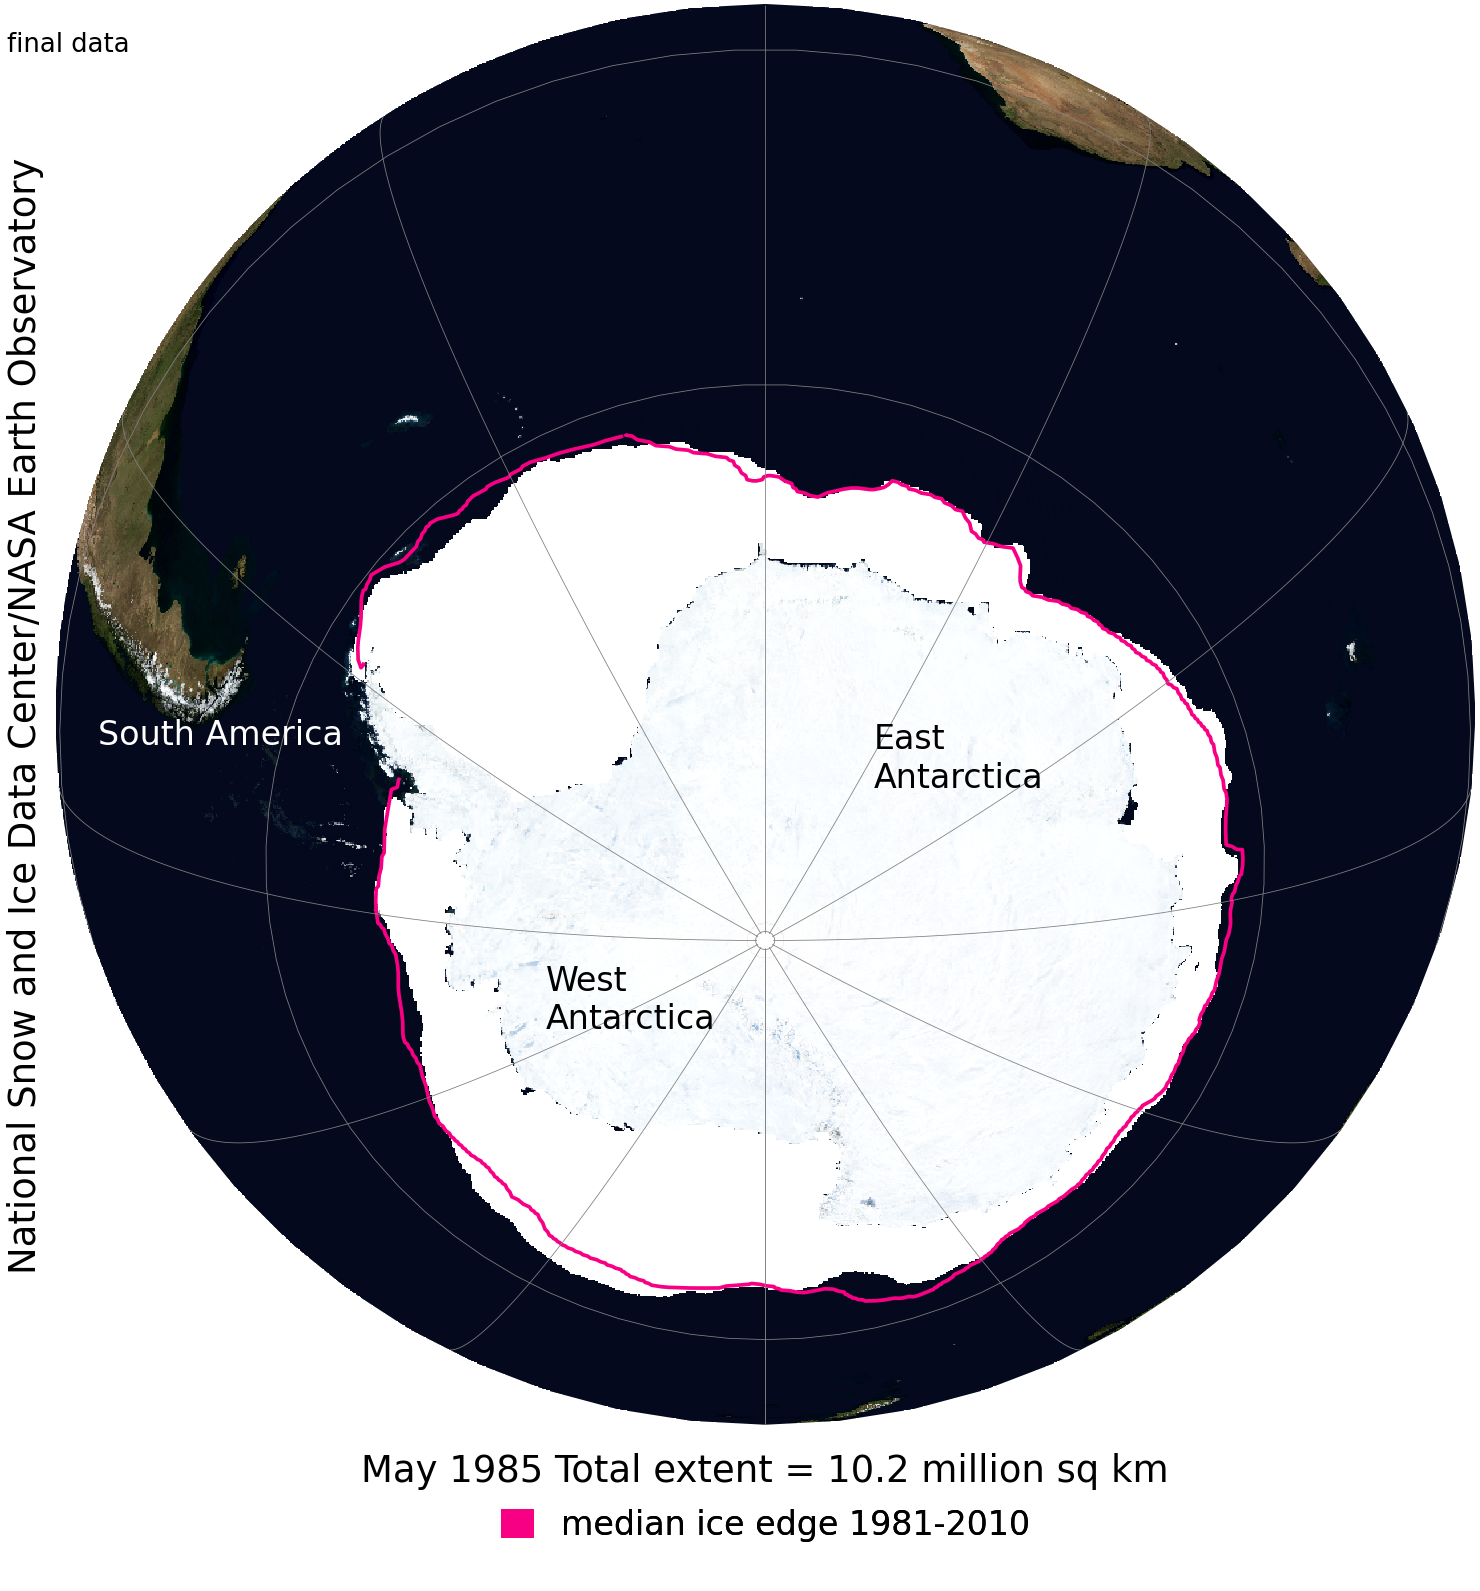 final data
National Snow and Ice Data Center/NASA Earth Observatory
South America
East
Antarctica
West
Antarctica
May 1985 Total extent = 10.2 million sq km
median ice edge 1981-2010